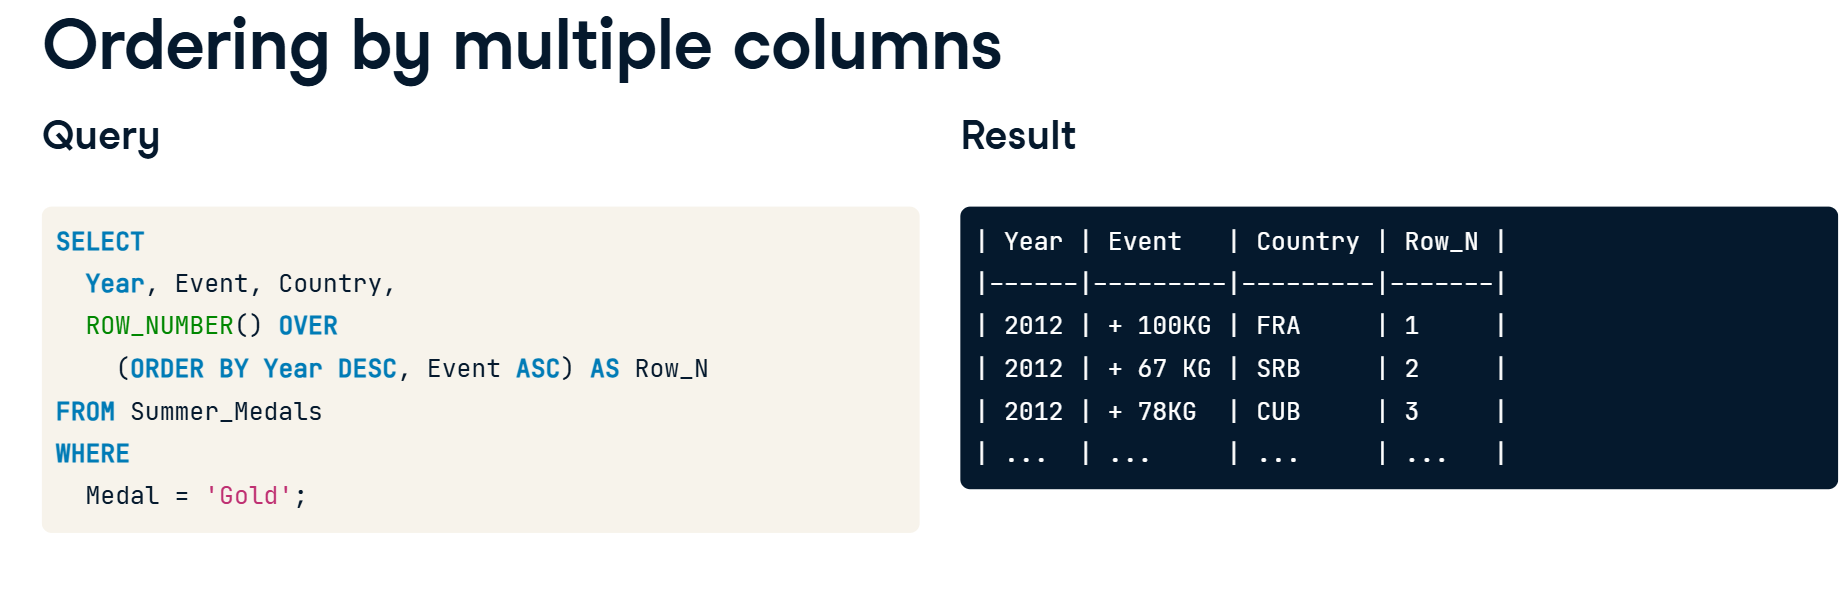 Ordering by multiple columns
Query
SELECT
  Year, Event, Country,
  ROW_NUMBER() OVER
    (ORDER BY Year DESC, Event ASC) AS Row_N
FROM Summer_Medals
WHERE
  Medal = 'Gold';
Result
| Year | Event   | Country | Row_N |
|------|---------|---------|-------|
| 2012 | + 100KG | FRA     | 1     |
| 2012 | + 67 KG | SRB     | 2     |
| 2012 | + 78KG  | CUB     | 3     |
| ...  | ...     | ...     | ...   |